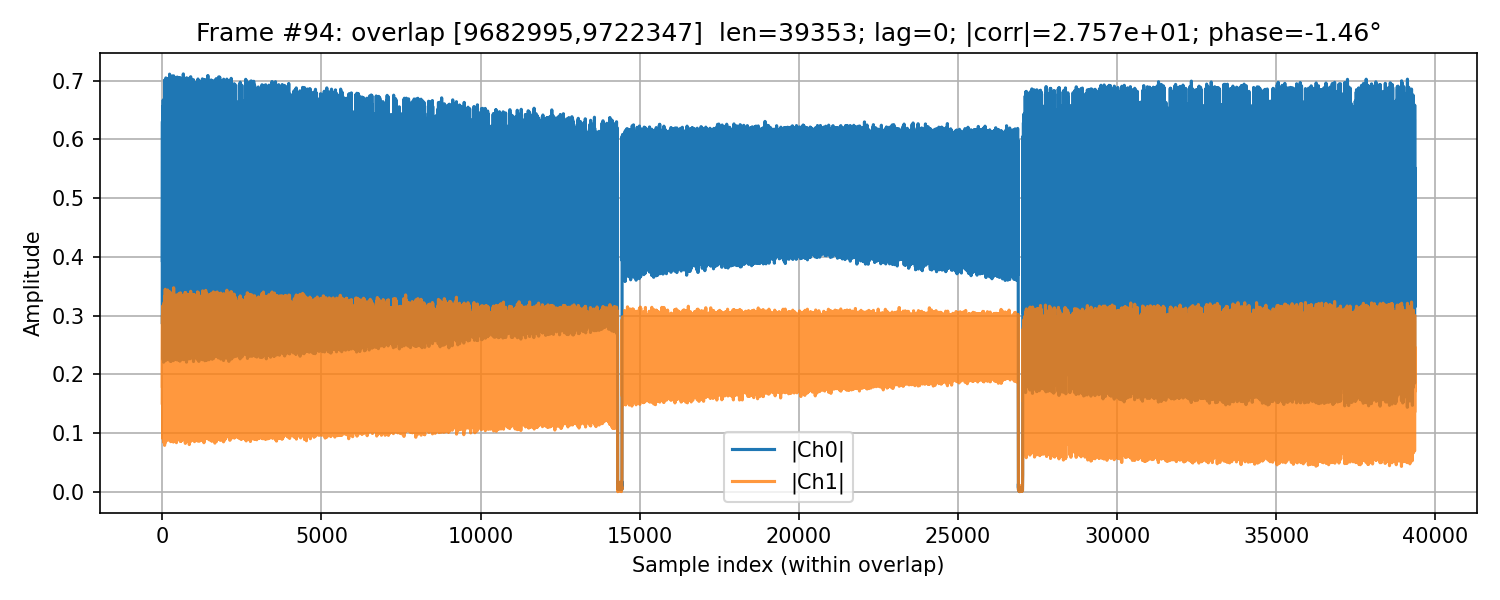 Frame #94: overlap [9682995,9722347]  len=39353; lag=0; |corr|=2.757e+01; phase=-1.46°
Amplitude
0.7
0.6
0.5
0.4
0.3
0.2
0.1
0.0
|Ch0|
|Ch1|
0 5000 10000 15000 20000 25000 30000 35000 40000
Sample index (within overlap)